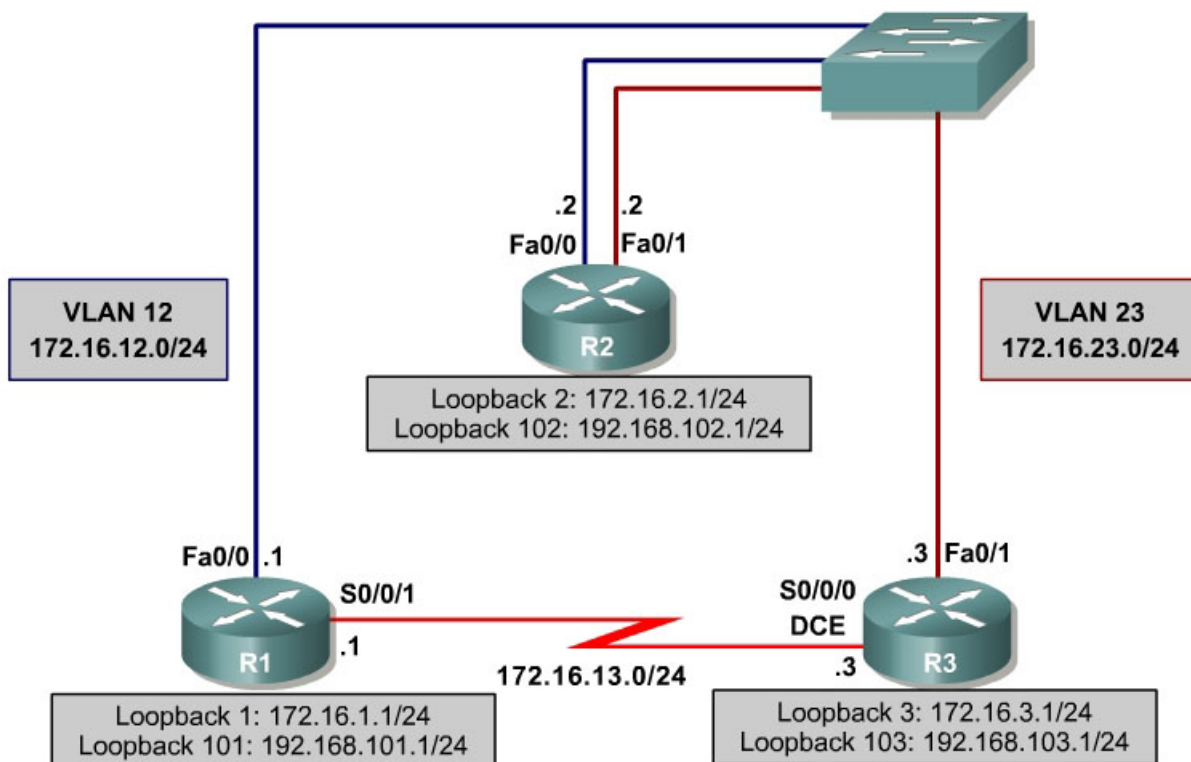 .2 .2
Fa0/0 Fa0/1
VLAN 12
172.16.12.0/24
R2
VLAN 23
172.16.23.0/24
Loopback 2: 172.16.2.1/24
Loopback 102: 192.168.102.1/24
Fa0/0 .1
.3 Fa0/1
S0/0/1
S0/0/0
DCE
R1
.1
172.16.13.0/24
.3
R3
Loopback 1: 172.16.1.1/24
Loopback 101: 192.168.101.1/24
Loopback 3: 172.16.3.1/24
Loopback 103: 192.168.103.1/24